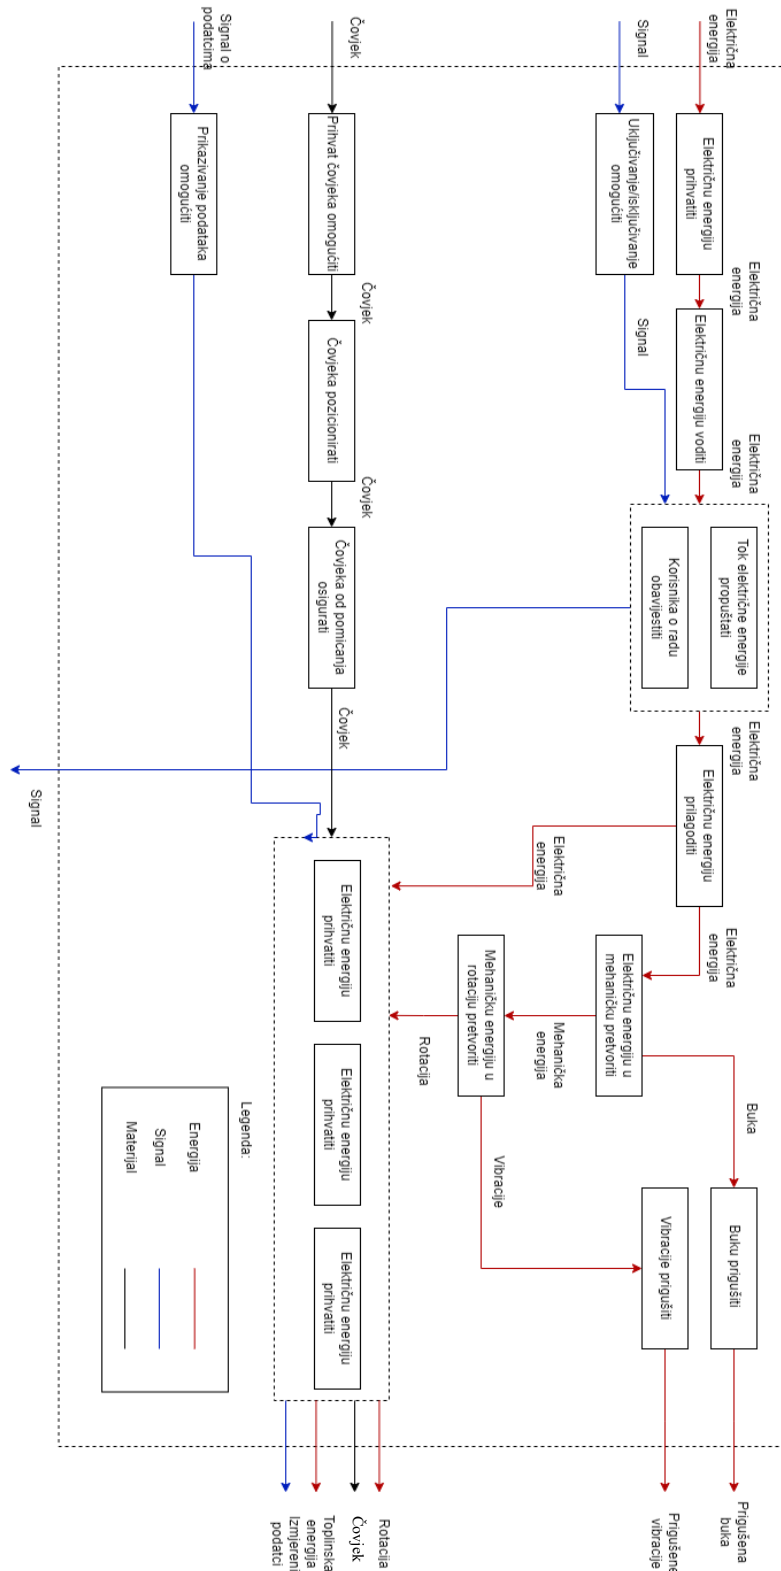 Električna
energija
Električnu energiju
prihvatiti
Električna
energija
Električnu energiju voditi
Električna
energija
Tok električne energije
propuštati
Korisnika o radu
obavijestiti
Električna
energija
Električnu energiju
prilagoditi
Električna
energija
Buka
Buku prigušiti
Prigušena
buka
Signal
Uključivanje/isključivanje
omogućiti
Signal
Električna
energija
Električnu energiju u
mehaničku pretvoriti
Mehanička
energija
Mehaničku energiju u
rotaciju pretvoriti
Rotacija
Vibracije
Vibracije prigušiti
Prigušene
vibracije
Čovjek
Prihvat čovjeka omogućiti
Čovjek
Čovjeka pozicionirati
Čovjek
Čovjeka od pomicanja
osigurati
Čovjek
Električnu energiju
prihvatiti
Električnu energiju
prihvatiti
Električnu energiju
prihvatiti
Rotacija
Čovjek
Toplinska
energija
Izmjereni
podatci
Signal o
podatcima
Prikazivanje podataka
omogućiti
Signal
Legenda:
Energija
Signal
Materijal